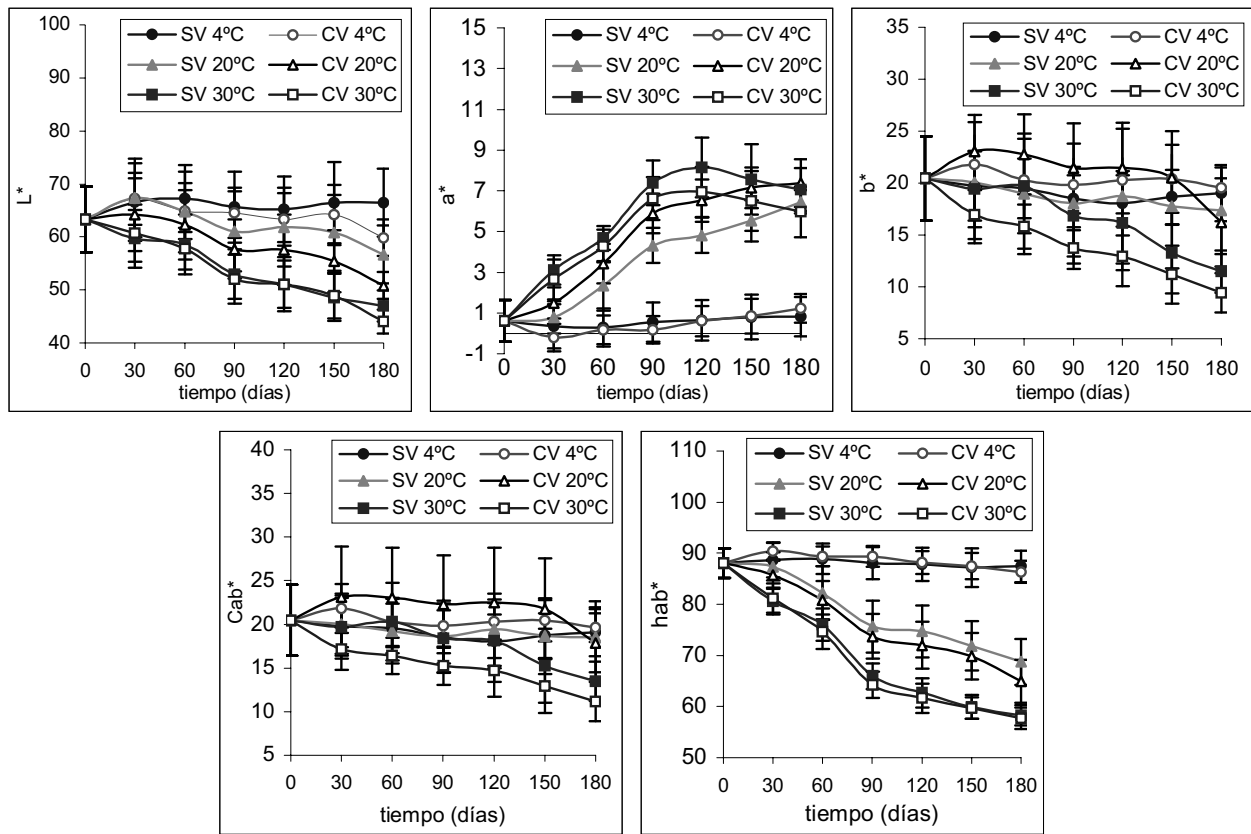 L*
100
90
80
70
60
50
40
SV 4ºC CV 4ºC
SV 20ºC CV 20ºC
SV 30ºC CV 30ºC
0 30 60 90 120 150 180
tiempo (días)
a*
15
13
11
9
7
5
3
1
-1
SV 4ºC CV 4ºC
SV 20ºC CV 20ºC
SV 30ºC CV 30ºC
0 30 60 90 120 150 180
tiempo (días)
b*
35
30
25
20
15
10
5
SV 4ºC CV 4ºC
SV 20ºC CV 20ºC
SV 30ºC CV 30ºC
0 30 60 90 120 150 180
tiempo (días)
Cab*
40
35
30
25
20
15
10
5
SV 4ºC CV 4ºC
SV 20ºC CV 20ºC
SV 30ºC CV 30ºC
0 30 60 90 120 150 180
tiempo (días)
hab*
110
100
90
80
70
60
50
SV 4ºC CV 4ºC
SV 20ºC CV 20ºC
SV 30ºC CV 30ºC
0 30 60 90 120 150 180
tiempo (días)